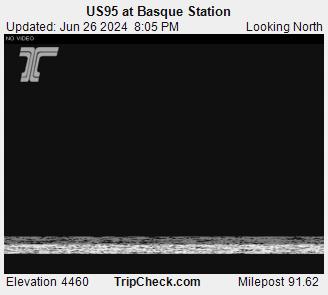 US95 at Basque Station
Updated: Jun 26 2024 8:05 PM Looking North
NO VIDEO
Elevation 4460 TripCheck.com Milepost 91.62